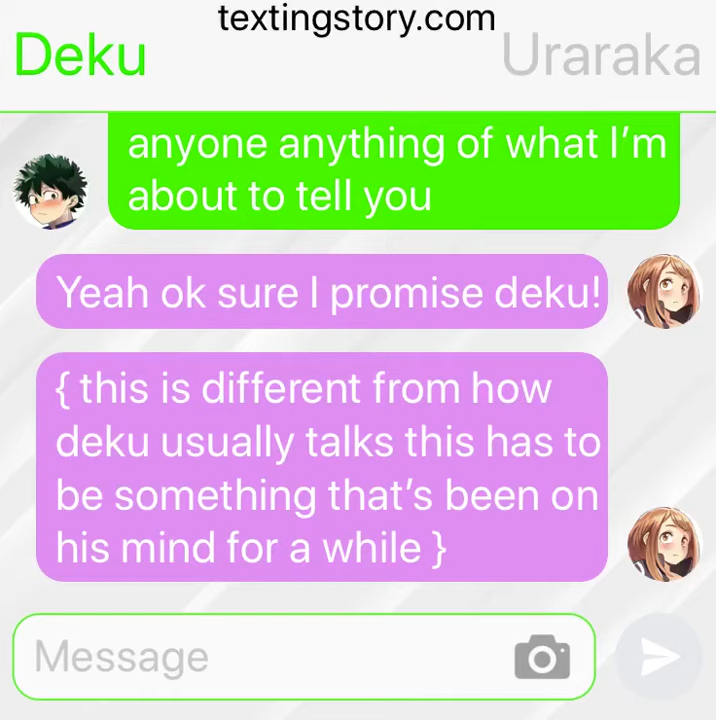 textingstory.com
Deku
Uraraka
anyone anything of what I'm
about to tell you
Yeah ok sure I promise deku!
{ this is different from how
deku usually talks this has to
be something that's been on
his mind for a while }
Message